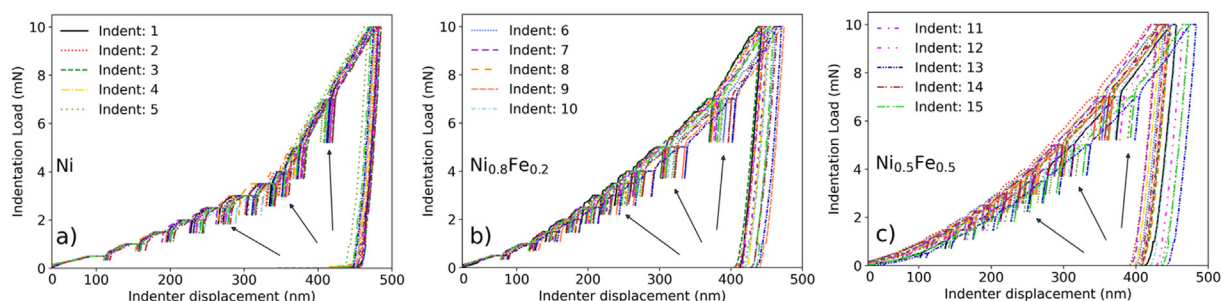 10
8
6
4
2
0
Indentation Load (mN)
Indent: 1
Indent: 2
Indent: 3
Indent: 4
Indent: 5
Ni
a)
0 100 200 300 400 500
Indenter displacement (nm)
10
8
6
4
2
0
Indentation Load (mN)
Indent: 6
Indent: 7
Indent: 8
Indent: 9
Indent: 10
Ni0.8Fe0.2
b)
0 100 200 300 400 500
Indenter displacement (nm)
10
8
6
4
2
0
Indentation Load (mN)
Indent: 11
Indent: 12
Indent: 13
Indent: 14
Indent: 15
Ni0.5Fe0.5
c)
0 100 200 300 400 500
Indenter displacement (nm)